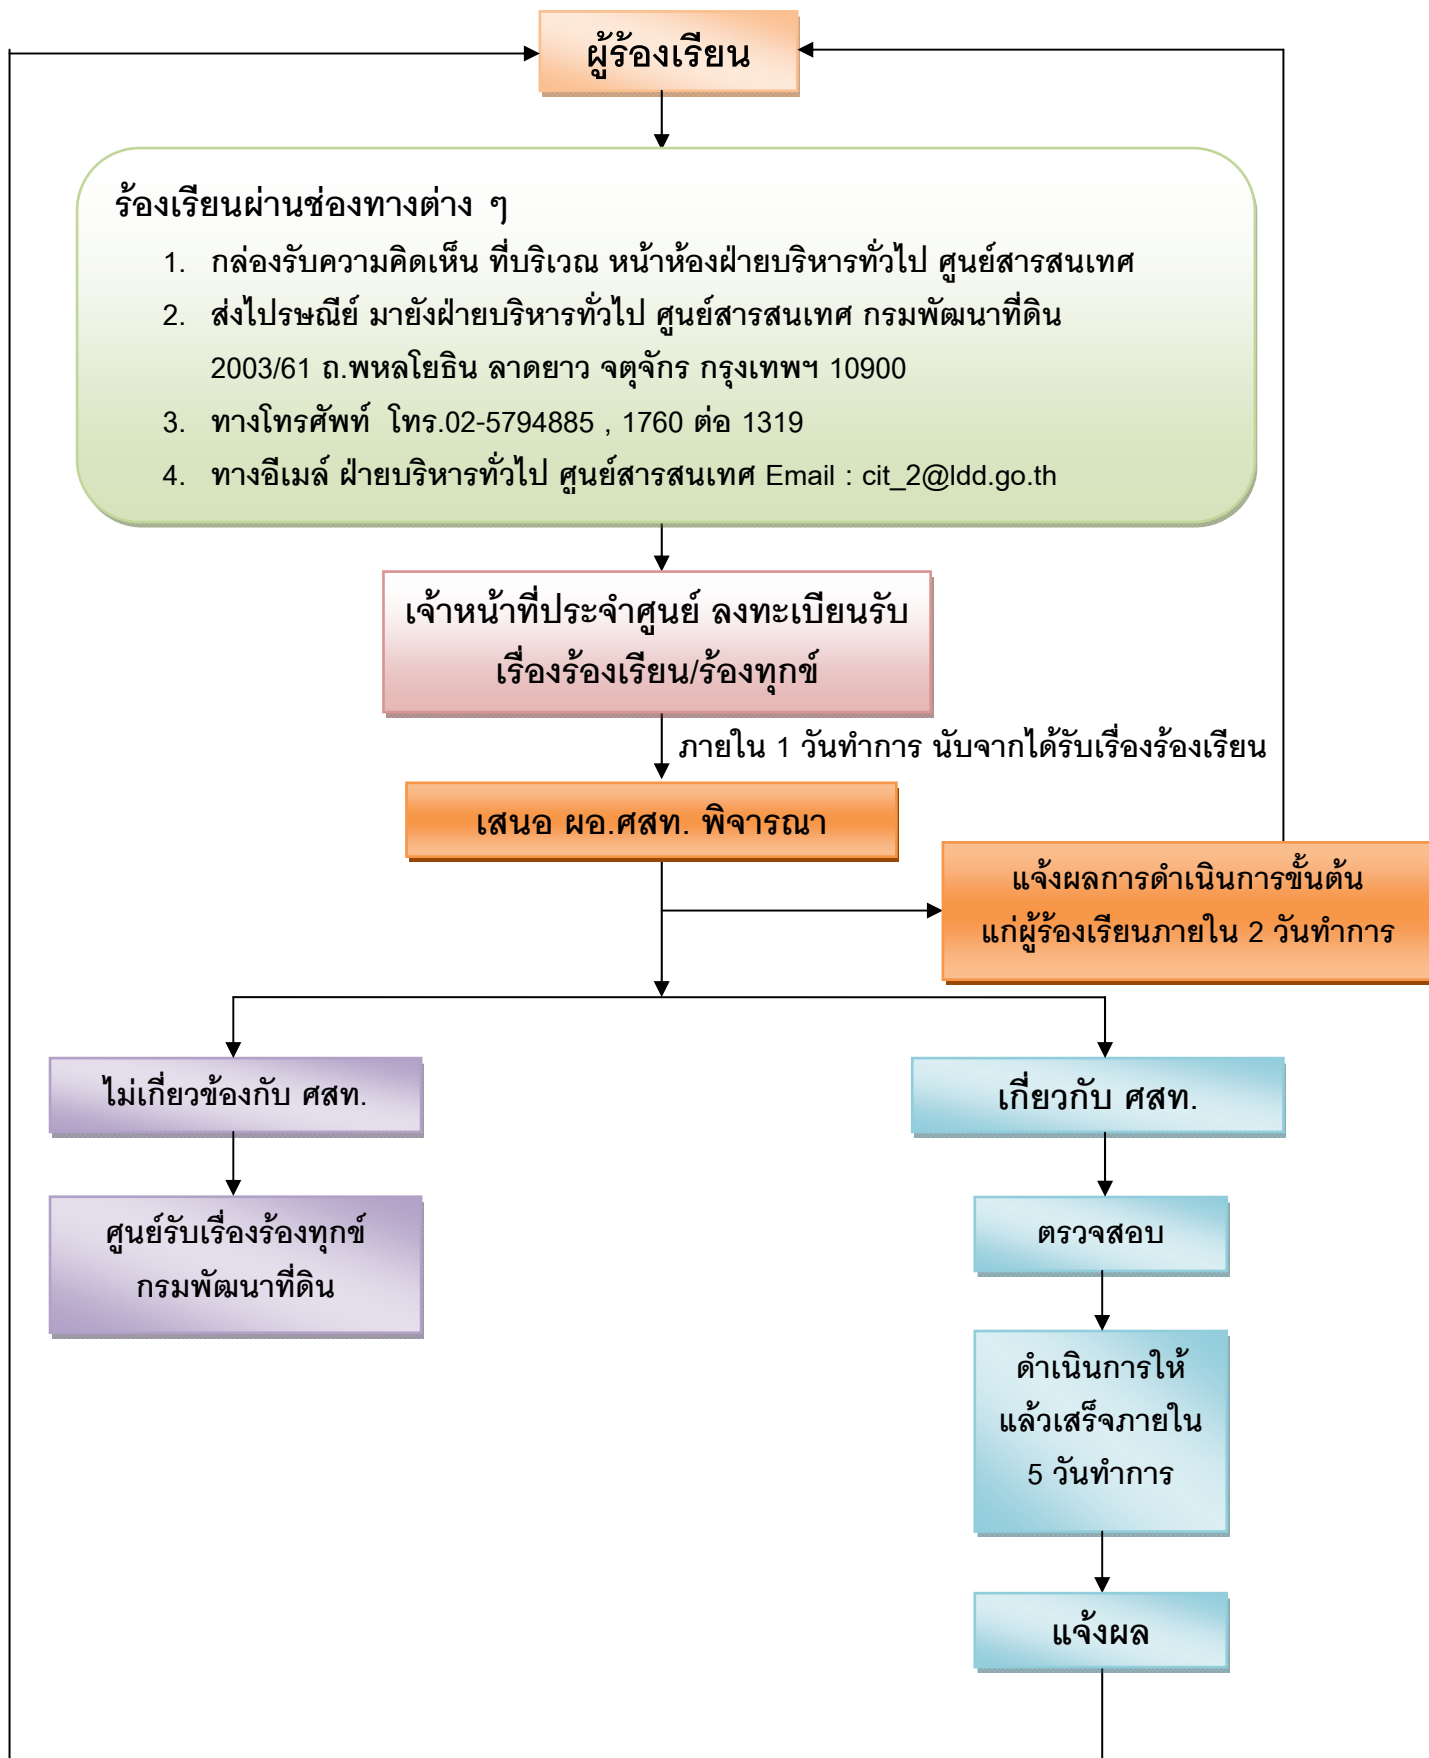 ผู้ร้องเรียน
ร้องเรียนผ่านช่องทางต่าง ๆ
1. กล่องรับความคิดเห็น ที่บริเวณ หน้าห้องฝ่ายบริหารทั่วไป ศูนย์สารสนเทศ
2. ส่งไปรษณีย์ มายังฝ่ายบริหารทั่วไป ศูนย์สารสนเทศ กรมพัฒนาที่ดิน
2003/61 ถ.พหลโยธิน ลาดยาว จตุจักร กรุงเทพฯ 10900
3. ทางโทรศัพท์ โทร.02-5794885 , 1760 ต่อ 1319
4. ทางอีเมล์ ฝ่ายบริหารทั่วไป ศูนย์สารสนเทศ Email : cit_2@ldd.go.th
เจ้าหน้าที่ประจำศูนย์ ลงทะเบียนรับ
เรื่องร้องเรียน/ร้องทุกข์
ภายใน 1 วันทำการ นับจากได้รับเรื่องร้องเรียน
เสนอ ผอ.ศสท. พิจารณา
แจ้งผลการดำเนินการขั้นต้น
แก่ผู้ร้องเรียนภายใน 2 วันทำการ
ไม่เกี่ยวข้องกับ ศสท.
ศูนย์รับเรื่องร้องทุกข์
กรมพัฒนาที่ดิน
เกี่ยวกับ ศสท.
ตรวจสอบ
ดำเนินการให้
แล้วเสร็จภายใน
5 วันทำการ
แจ้งผล